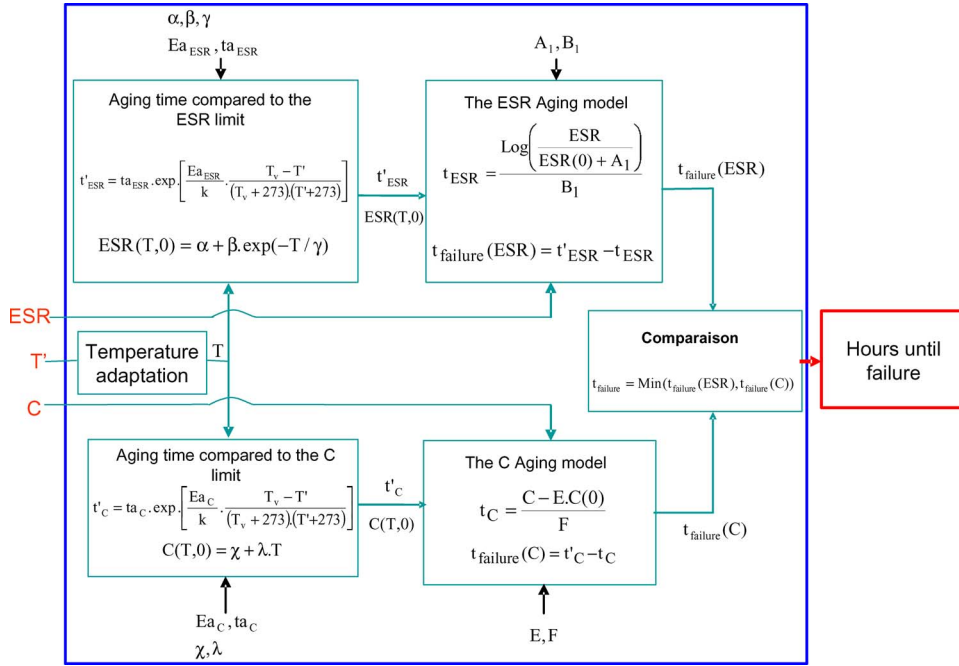 α,β,γ
Ea_ESR,ta_ESR
Aging time compared to the
ESR limit
t'_ESR = ta_ESR.exp.[Ea_ESR/k . (T_v − T')/((T_v + 273).(T'+273))]
ESR(T,0) = α + β.exp(−T / γ)
t'_ESR
ESR(T,0)
A_1,B_1
The ESR Aging model
t_ESR = Log(ESR/(ESR(0) + A_1))/B_1
t_failure(ESR) = t'_ESR − t_ESR
t_failure(ESR)
ESR
T'
Temperature
adaptation
T
C
Comparaison
t_failure = Min(t_failure(ESR), t_failure(C))
Hours until
failure
Aging time compared to the C
limit
t'_C = ta_C.exp.[Ea_C/k . (T_v − T')/((T_v + 273).(T'+273))]
C(T,0) = χ + λ.T
t'_C
C(T,0)
The C Aging model
t_C = (C − E.C(0))/F
t_failure(C) = t'_C − t_C
t_failure(C)
Ea_C,ta_C
χ,λ
E,F